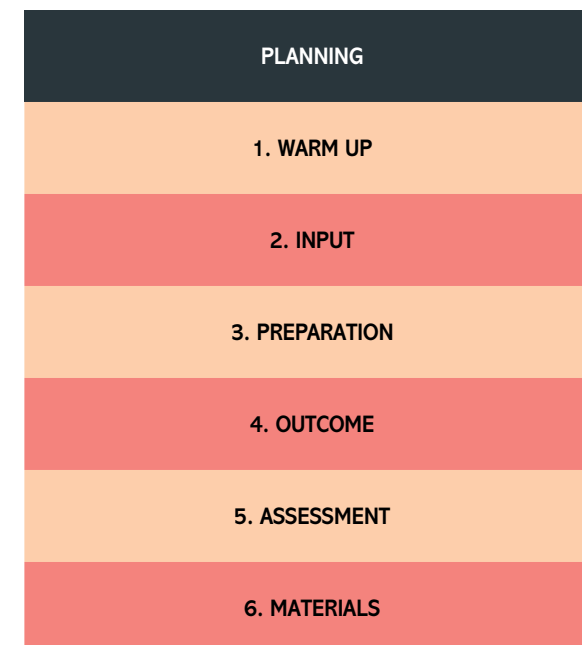 PLANNING
1. WARM UP
2. INPUT
3. PREPARATION
4. OUTCOME
5. ASSESSMENT
6. MATERIALS